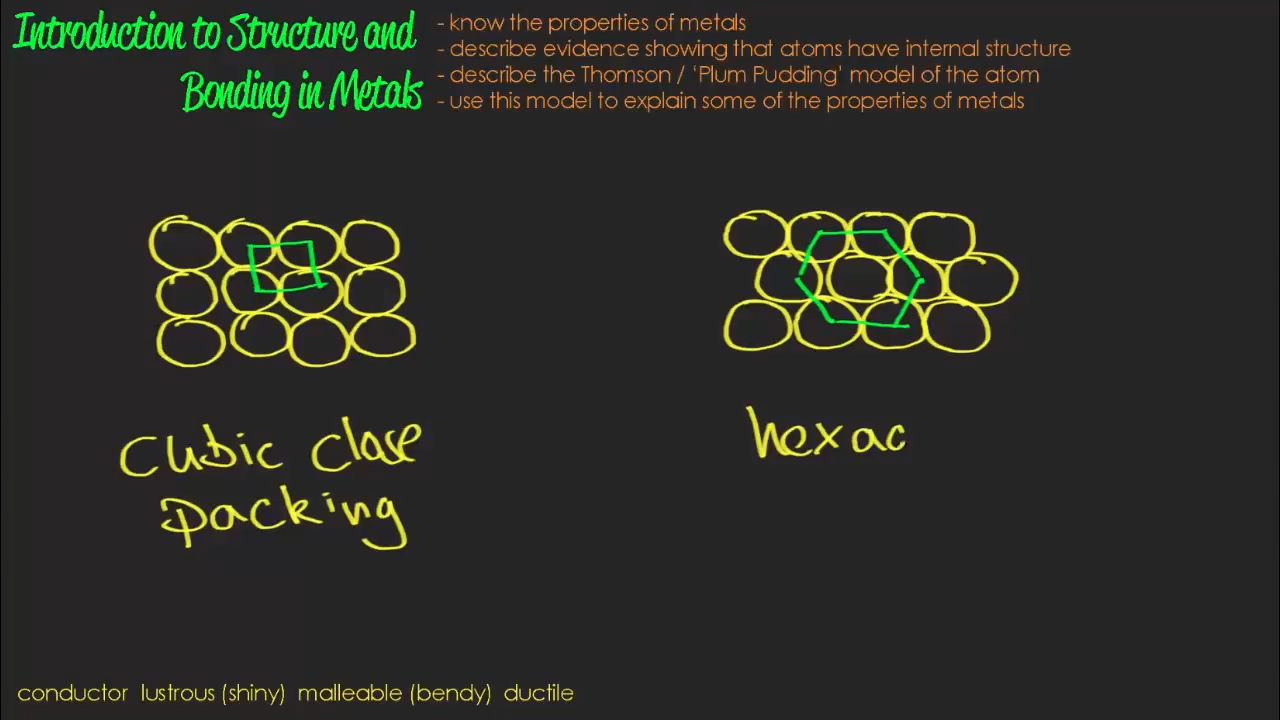 Introduction to Structure and
Bonding in Metals
- know the properties of metals
- describe evidence showing that atoms have internal structure
- describe the Thomson / ‘Plum Pudding’ model of the atom
- use this model to explain some of the properties of metals
Cubic close
packing
hexac
conductor lustrous (shiny) malleable (bendy) ductile